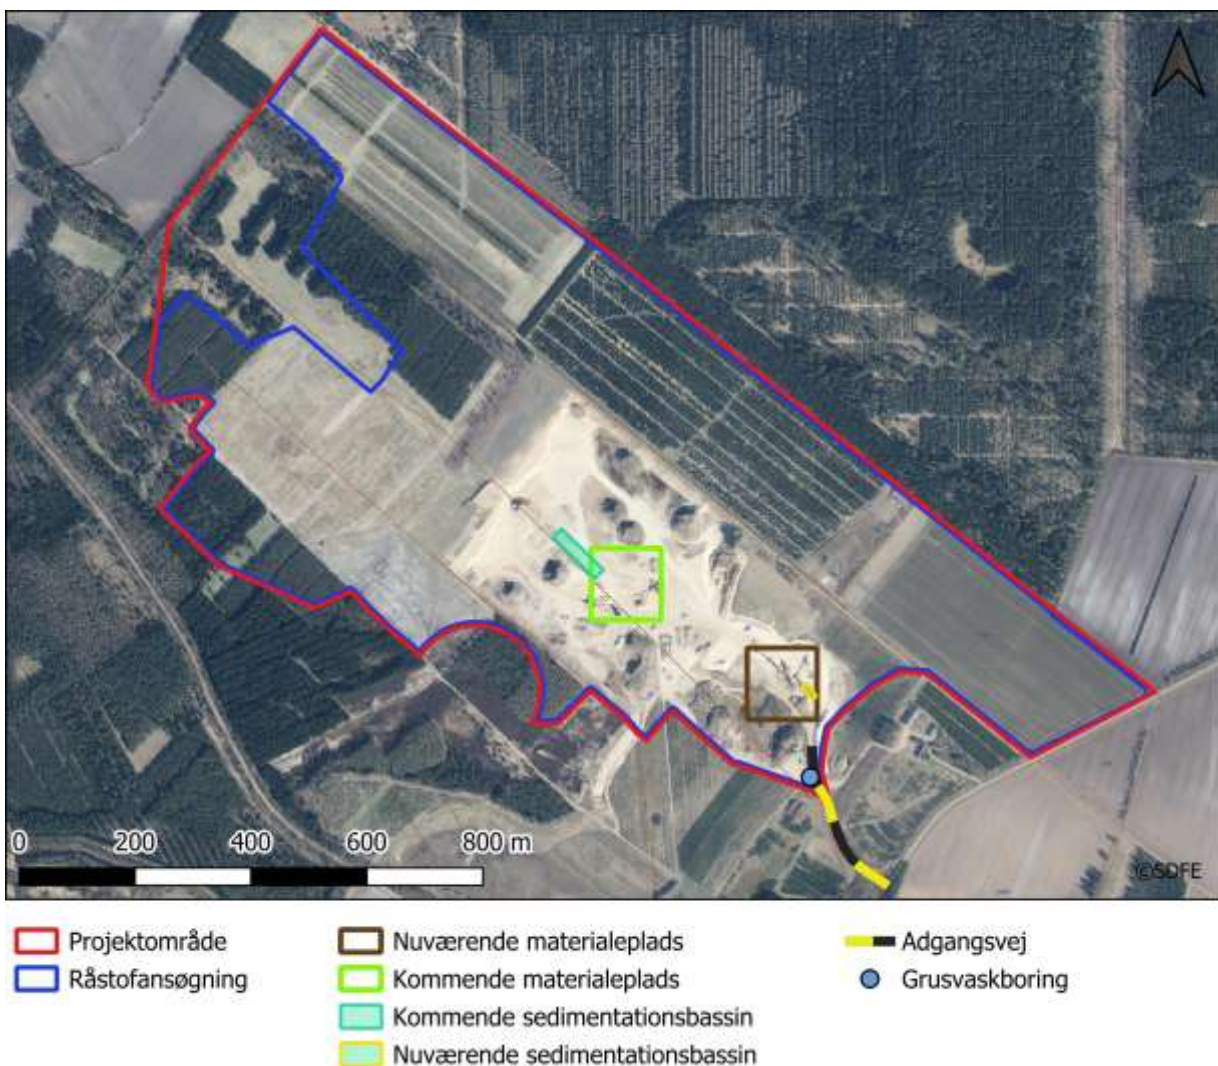 0 200 400 600 800 m
©SDFE
Projektområde
Råstofansøgning
Nuværende materialeplads
Kommende materialeplads
Kommende sedimentationsbassin
Nuværende sedimentationsbassin
Adgangsvej
Grusvaskboring